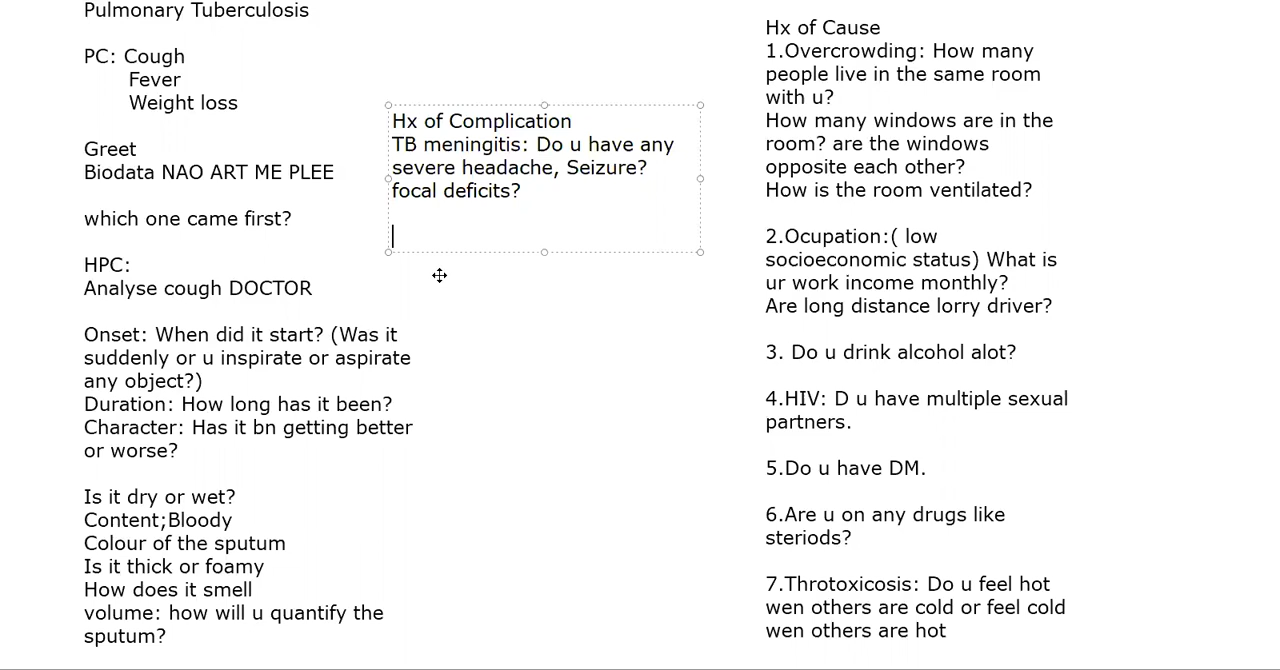 Pulmonary Tuberculosis
PC: Cough
Fever
Weight loss
Greet
Biodata NAO ART ME PLEE
which one came first?
HPC:
Analyse cough DOCTOR
Onset: When did it start? (Was it
suddenly or u inspirate or aspirate
any object?)
Duration: How long has it been?
Character: Has it bn getting better
or worse?
Is it dry or wet?
Content;Bloody
Colour of the sputum
Is it thick or foamy
How does it smell
volume: how will u quantify the
sputum?
Hx of Complication
TB meningitis: Do u have any
severe headache, Seizure?
focal deficits?
Hx of Cause
1.Overcrowding: How many
people live in the same room
with u?
How many windows are in the
room? are the windows
opposite each other?
How is the room ventilated?
2.Ocupation:( low
socioeconomic status) What is
ur work income monthly?
Are long distance lorry driver?
3. Do u drink alcohol alot?
4.HIV: D u have multiple sexual
partners.
5.Do u have DM.
6.Are u on any drugs like
steriods?
7.Throtoxicosis: Do u feel hot
wen others are cold or feel cold
wen others are hot